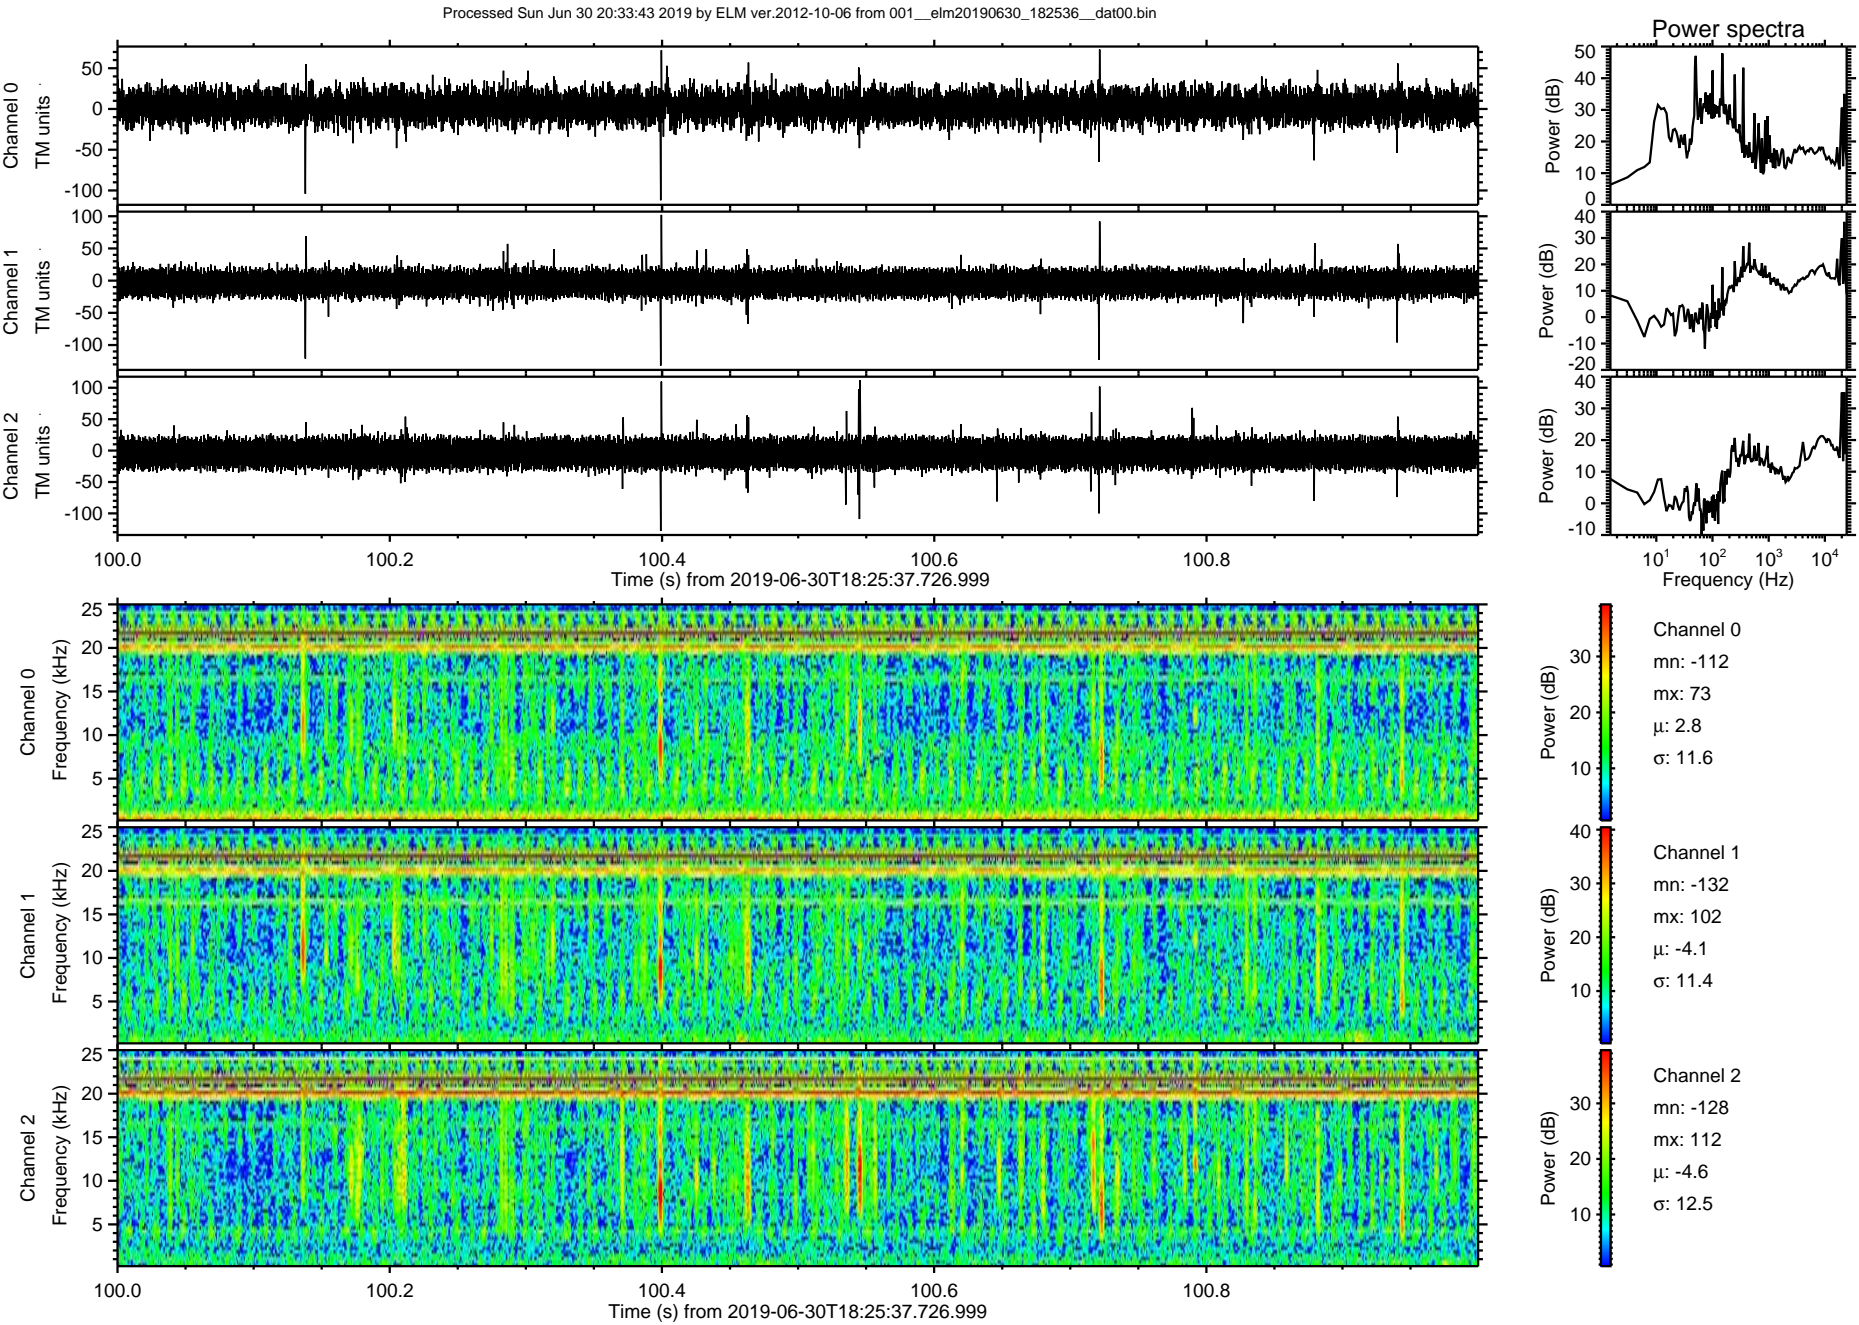 Processed Sun Jun 30 20:33:43 2019 by ELM ver.2012-10-06 from 001__elm20190630_182536__dat00.bin
Power spectra
Channel 0
TM units
50
0
-50
-100
Power (dB)
50
40
30
20
10
0
Channel 1
TM units
100
50
0
-50
-100
Power (dB)
40
30
20
10
0
-10
-20
Channel 2
TM units
100
50
0
-50
-100
Power (dB)
40
30
20
10
0
-10
100.0 100.2 100.4 100.6 100.8
Time (s) from 2019-06-30T18:25:37.726.999
10^1 10^2 10^3 10^4
Frequency (Hz)
Channel 0
Frequency (kHz)
25
20
15
10
5
Power (dB)
30
20
10
Channel 0
mn: -112
mx: 73
μ: 2.8
σ: 11.6
Channel 1
Frequency (kHz)
25
20
15
10
5
Power (dB)
40
30
20
10
Channel 1
mn: -132
mx: 102
μ: -4.1
σ: 11.4
Channel 2
Frequency (kHz)
25
20
15
10
5
Power (dB)
30
20
10
Channel 2
mn: -128
mx: 112
μ: -4.6
σ: 12.5
100.0 100.2 100.4 100.6 100.8
Time (s) from 2019-06-30T18:25:37.726.999